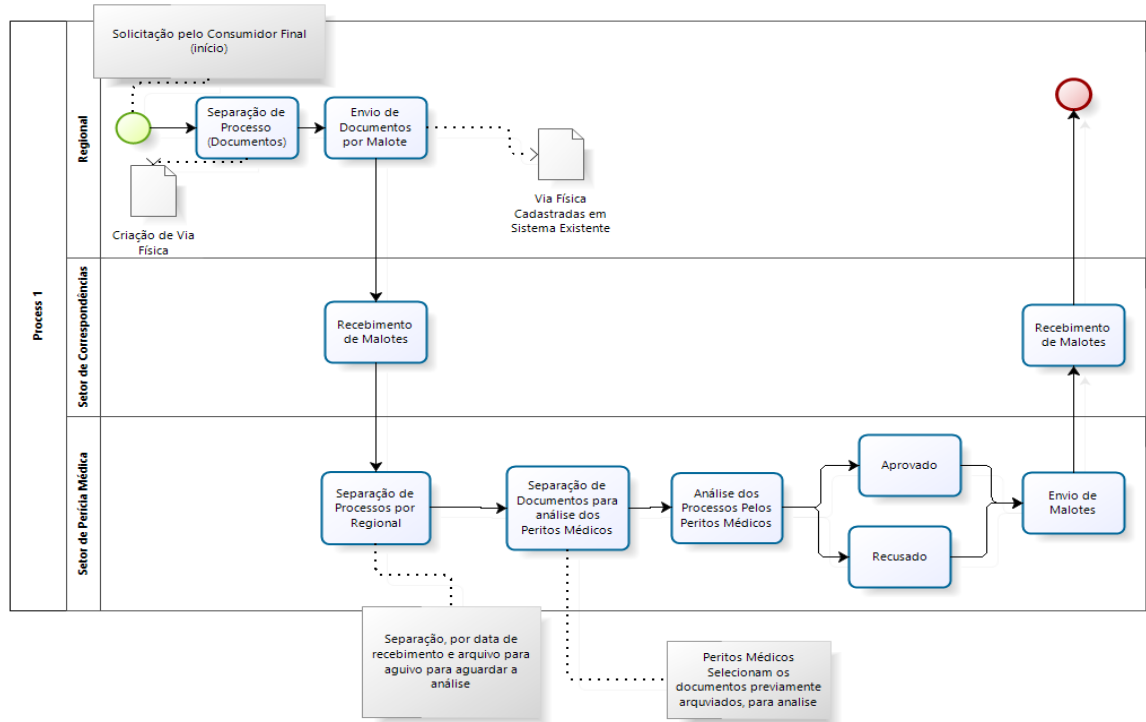 Solicitação pelo Consumidor Final
(início)
Process 1
Regional
Separação de
Processo
(Documentos)
Envio de
Documentos
por Malote
Criação de Via
Física
Via Física
Cadastradas em
Sistema Existente
Setor de Correspondências
Recebimento
de Malotes
Recebimento
de Malotes
Setor de Perícia Médica
Separação de
Processos por
Regional
Separação de
Documentos para
análise dos
Peritos Médicos
Análise dos
Processos Pelos
Peritos Médicos
Aprovado
Recusado
Envio de
Malotes
Separação, por data de
recebimento e arquivo para
aguivo para aguardar a
análise
Peritos Médicos
Selecionam os
documentos previamente
arquviados, para analise